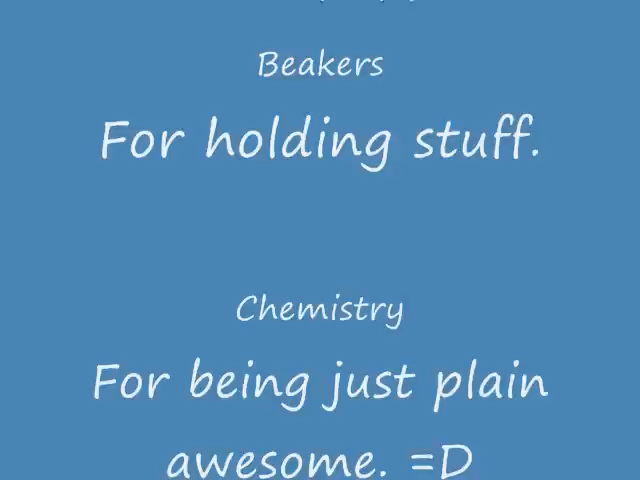 Beakers
For holding stuff.
Chemistry
For being just plain
awesome. =D